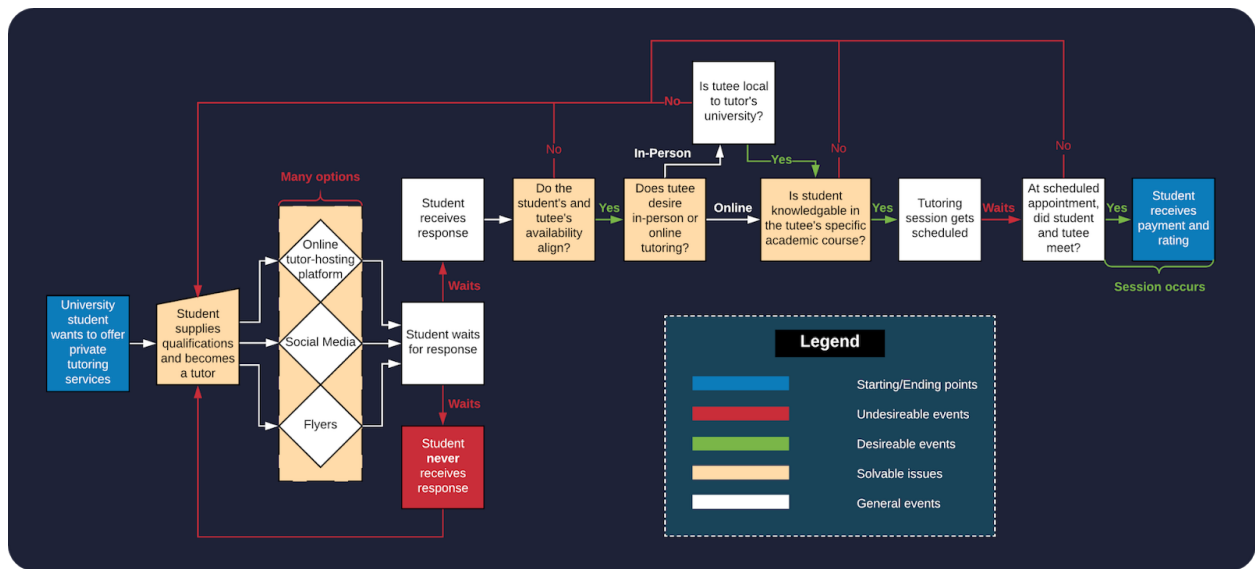 Is tutee local
to tutor's
university?
No
No
No
No
In-Person
Yes
Many options
Student
receives
response
Do the
student's and
tutee's
availability
align?
Yes
Does tutee
desire
in-person or
online
tutoring?
Online
Is student
knowledgable in
the tutee's specific
academic course?
Yes
Tutoring
session gets
scheduled
Waits
At scheduled
appointment,
did student
and tutee
meet?
Yes
Student
receives
payment and
rating
Session occurs
Online
tutor-hosting
platform
Waits
University
student
wants to offer
private
tutoring
services
Student
supplies
qualifications
and becomes
a tutor
Social Media
Student waits
for response
Waits
Flyers
Student
never
receives
response
Legend
Starting/Ending points
Undesireable events
Desireable events
Solvable issues
General events